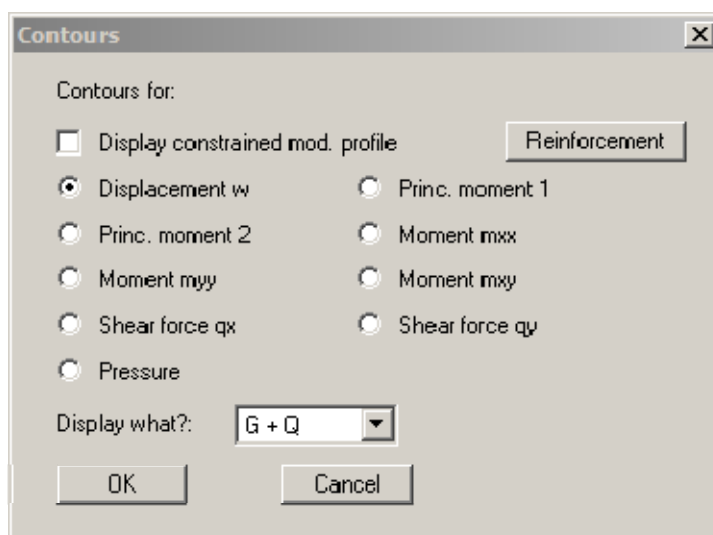 Contours
Contours for:
Display constrained mod. profile Reinforcement
Displacement w Princ. moment 1
Princ. moment 2 Moment mxx
Moment myy Moment mxy
Shear force qx Shear force qy
Pressure
Display what?: G + Q
OK Cancel